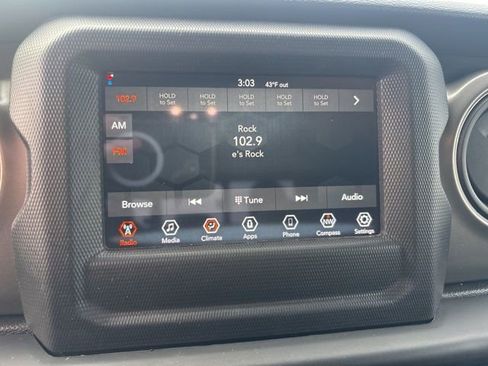 3:03 43°F out
102.9 HOLD to Set HOLD to Set HOLD to Set HOLD to Set HOLD to Set
AM
FM
Rock
102.9
e's Rock
Browse Tune Audio
NW
Radio Media Climate Apps Phone Compass Settings